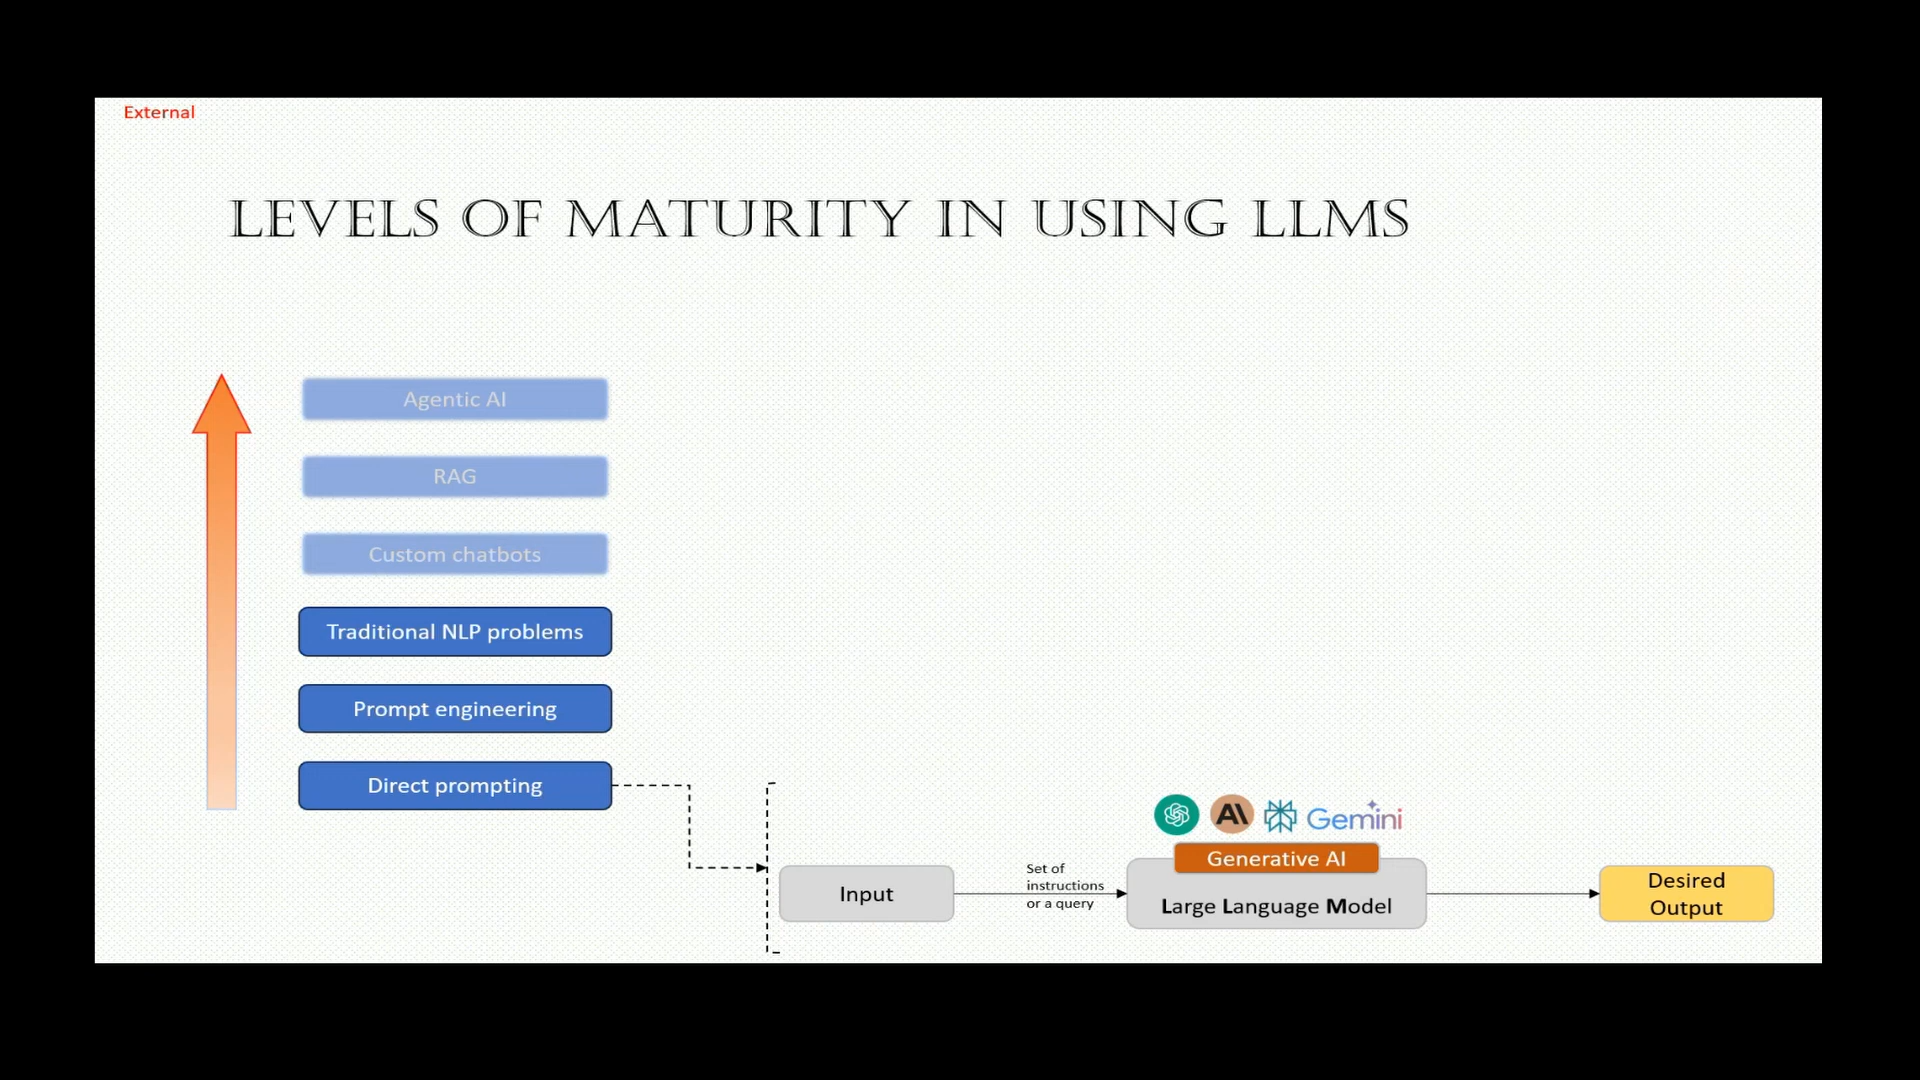 External
LEVELS OF MATURITY IN USING LLMS
Agentic AI
RAG
Custom chatbots
Traditional NLP problems
Prompt engineering
Direct prompting
Input
Set of
instructions
or a query
AI
Gemini
Generative AI
Large Language Model
Desired
Output